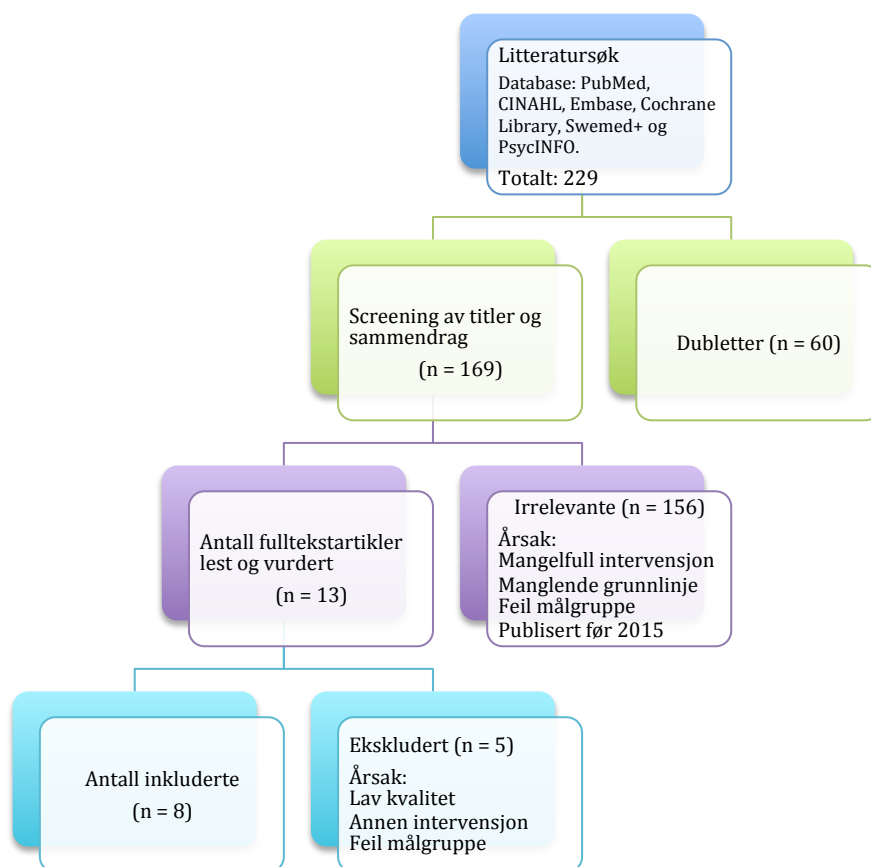 Litteratursøk
Database: PubMed,
CINAHL, Embase, Cochrane
Library, Swemed+ og
PsycINFO.
Totalt: 229
Screening av titler og
sammendrag
(n = 169)
Dubletter (n = 60)
Antall fulltekstartikler
lest og vurdert
(n = 13)
Irrelevante (n = 156)
Årsak:
Mangelfull intervensjon
Manglende grunnlinje
Feil målgruppe
Publisert før 2015
Antall inkluderte
(n = 8)
Ekskludert (n = 5)
Årsak:
Lav kvalitet
Annen intervensjon
Feil målgruppe